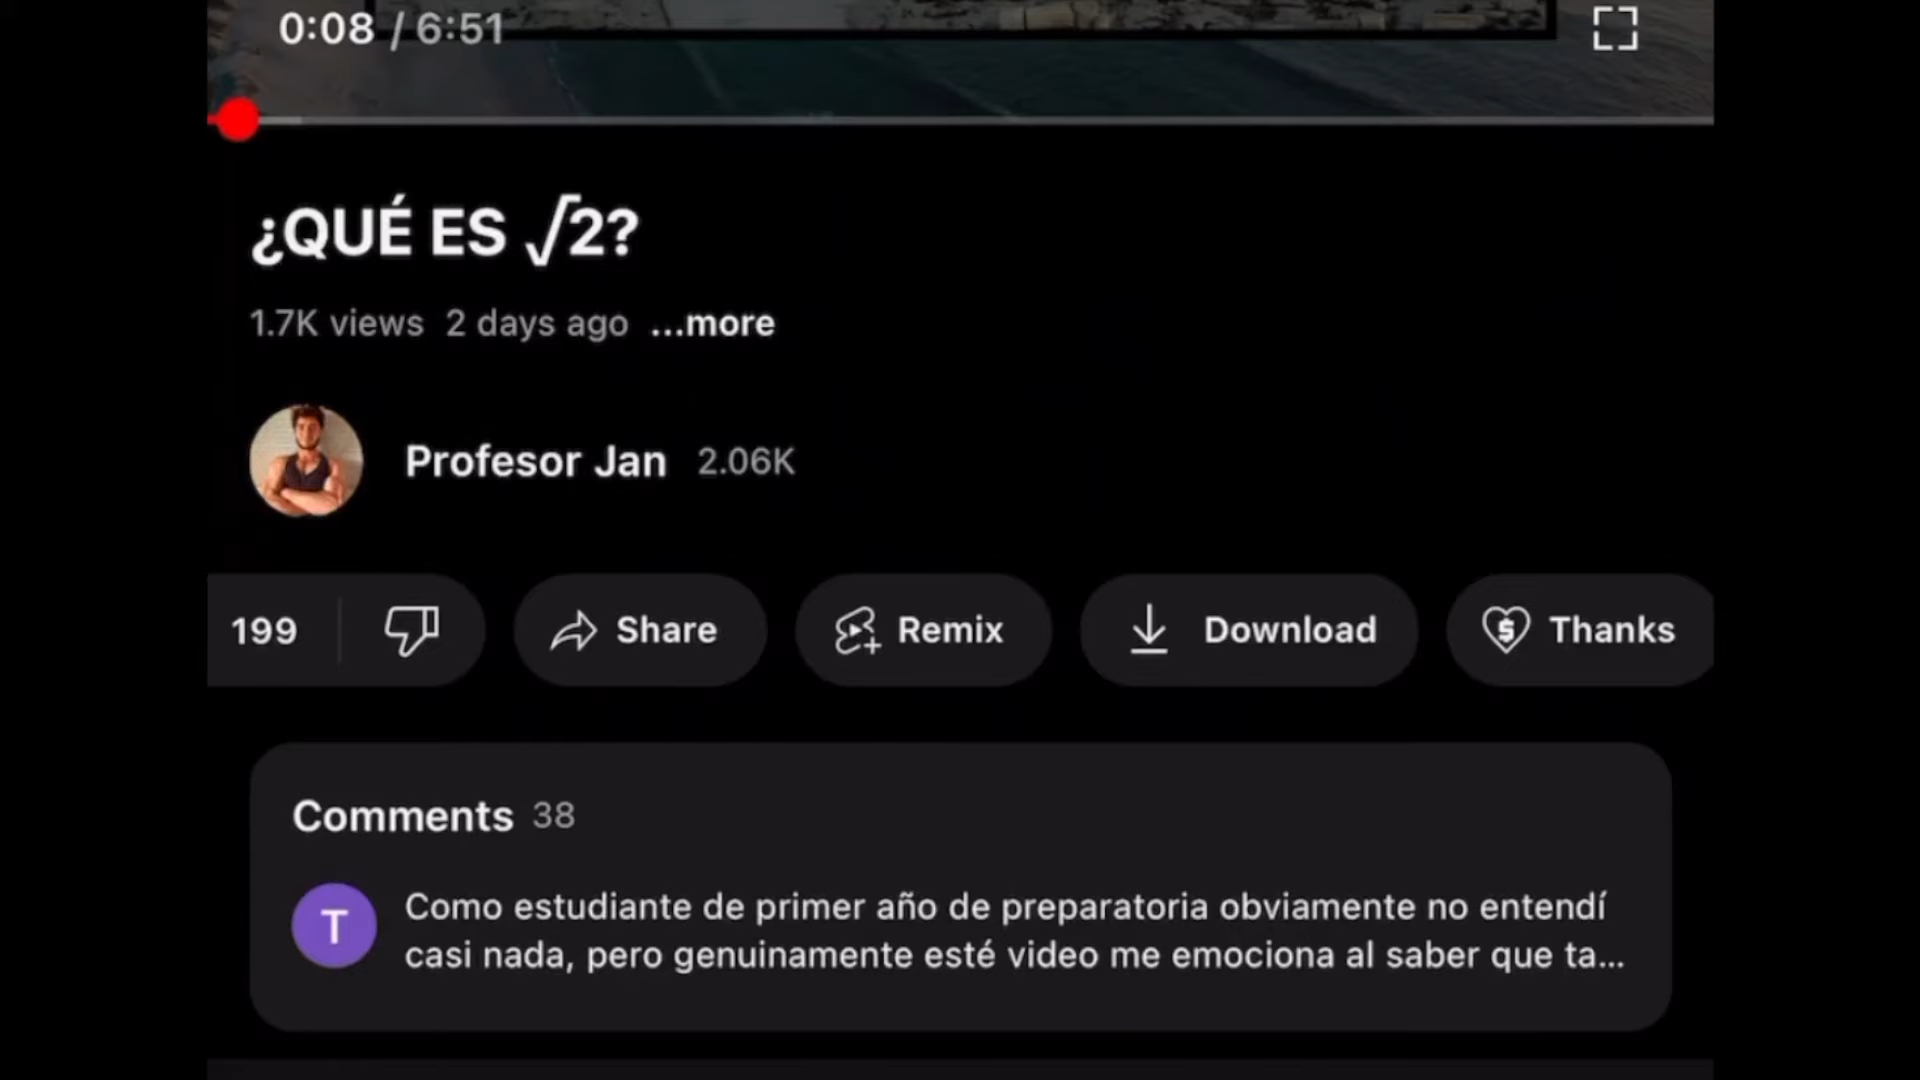 0:08 / 6:51
¿QUÉ ES √2?
1.7K views 2 days ago ...more
Profesor Jan 2.06K
199 Share Remix Download Thanks
Comments 38
T
Como estudiante de primer año de preparatoria obviamente no entendí
casi nada, pero genuinamente esté video me emociona al saber que ta...